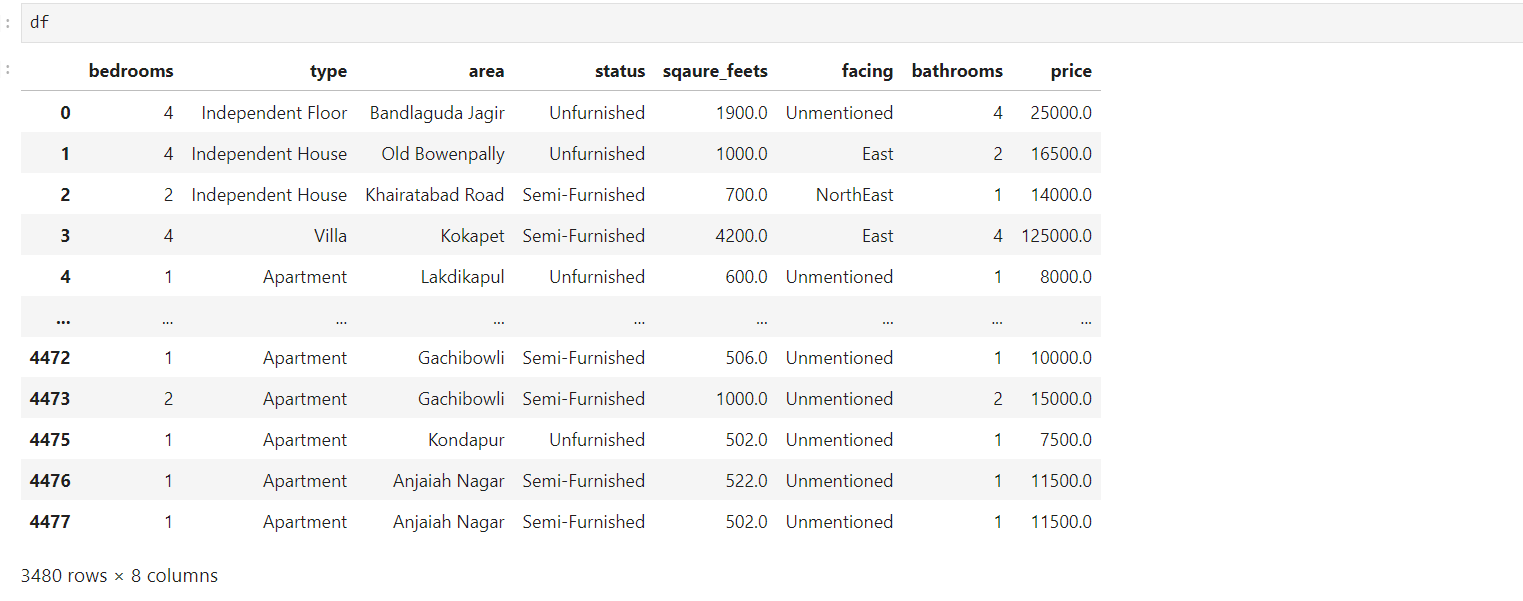 df
bedrooms type area status sqaure_feets facing bathrooms price
0 4 Independent Floor Bandlaguda Jagir Unfurnished 1900.0 Unmentioned 4 25000.0
1 4 Independent House Old Bowenpally Unfurnished 1000.0 East 2 16500.0
2 2 Independent House Khairatabad Road Semi-Furnished 700.0 NorthEast 1 14000.0
3 4 Villa Kokapet Semi-Furnished 4200.0 East 4 125000.0
4 1 Apartment Lakdikapul Unfurnished 600.0 Unmentioned 1 8000.0
... ... ... ... ... ... ... ... ...
4472 1 Apartment Gachibowli Semi-Furnished 506.0 Unmentioned 1 10000.0
4473 2 Apartment Gachibowli Semi-Furnished 1000.0 Unmentioned 2 15000.0
4475 1 Apartment Kondapur Unfurnished 502.0 Unmentioned 1 7500.0
4476 1 Apartment Anjaiah Nagar Semi-Furnished 522.0 Unmentioned 1 11500.0
4477 1 Apartment Anjaiah Nagar Semi-Furnished 502.0 Unmentioned 1 11500.0
3480 rows × 8 columns